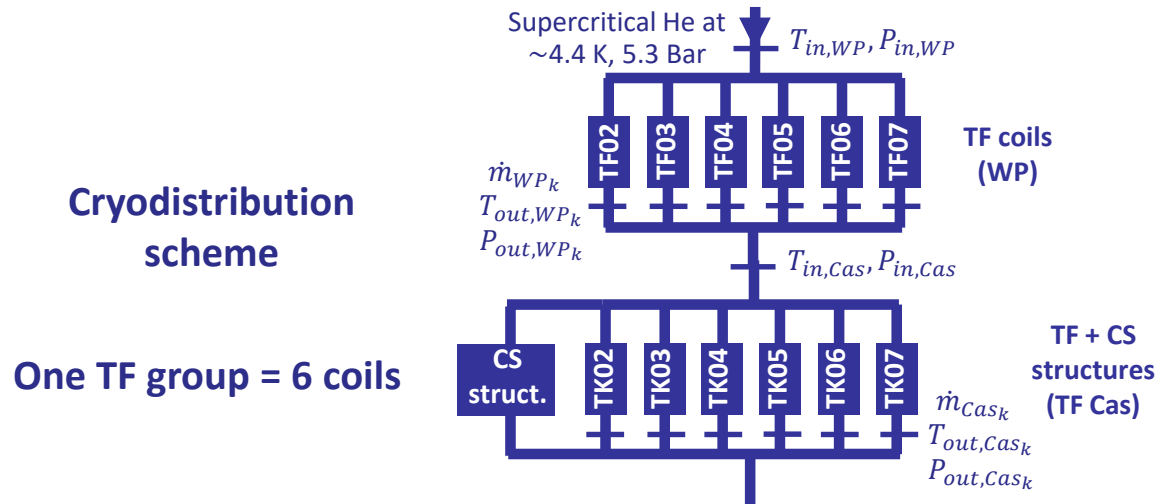 Supercritical He at
~4.4 K, 5.3 Bar
T_{in,WP}, P_{in,WP}
TF02
TF03
TF04
TF05
TF06
TF07
TF coils
(WP)
ṁ_{WP_k}
T_{out,WP_k}
P_{out,WP_k}
Cryodistribution
scheme
T_{in,Cas}, P_{in,Cas}
One TF group = 6 coils
CS
struct.
TK02
TK03
TK04
TK05
TK06
TK07
TF + CS
structures
(TF Cas)
ṁ_{Cas_k}
T_{out,Cas_k}
P_{out,Cas_k}